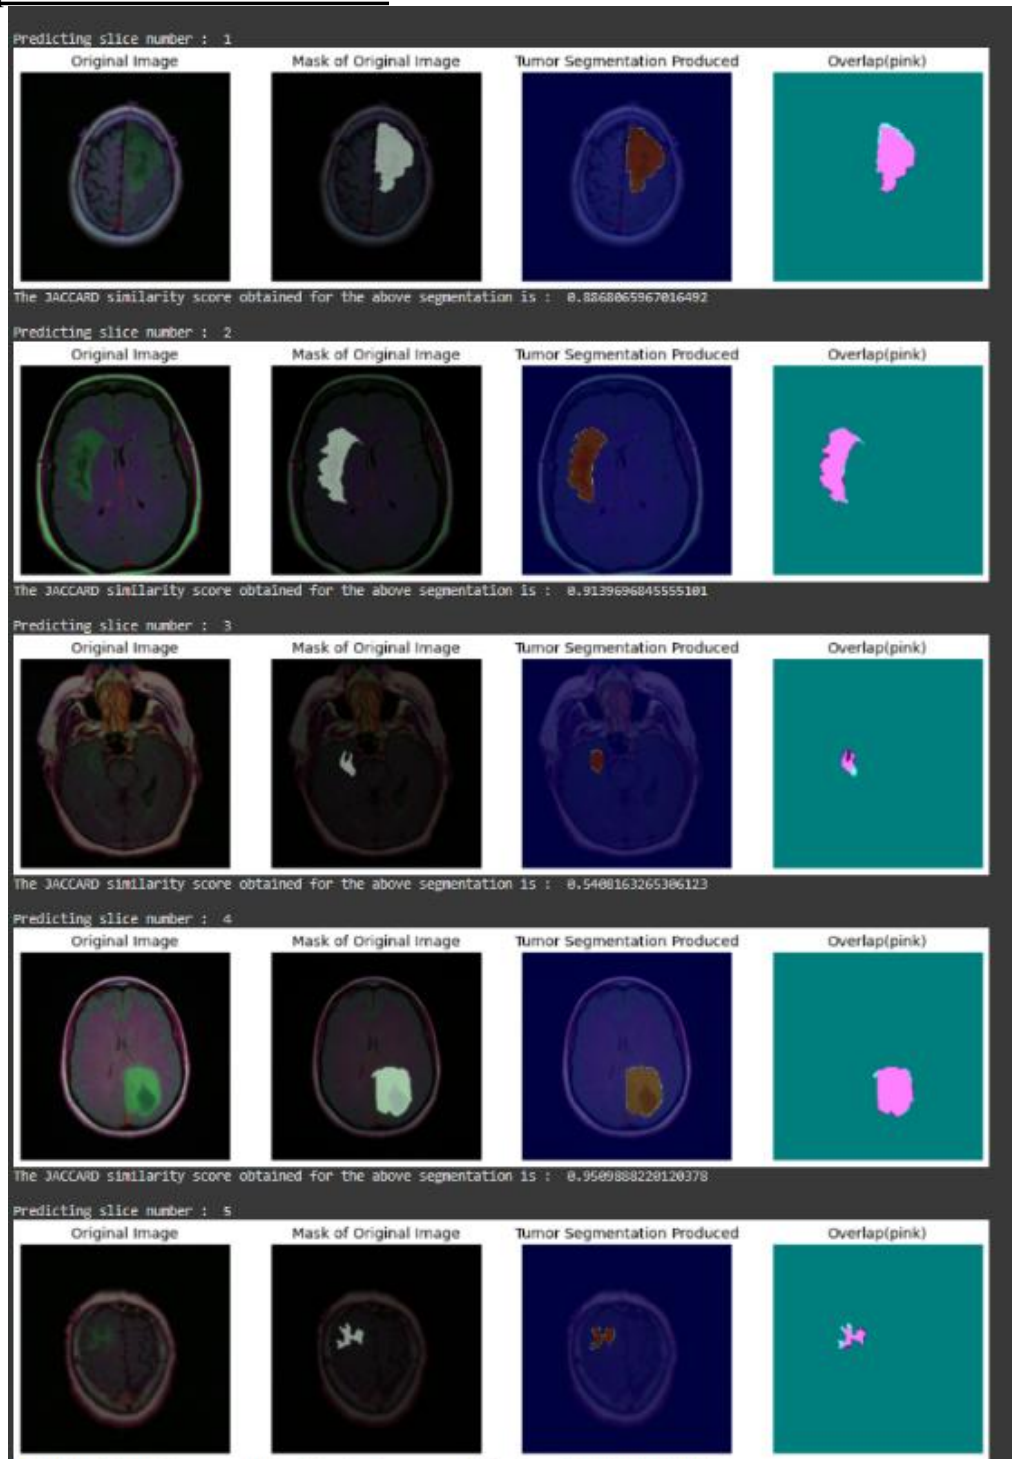 Predicting slice number : 1
Original Image Mask of Original Image Tumor Segmentation Produced Overlap(pink)
The JACCARD similarity score obtained for the above segmentation is : 0.8868065967016492
Predicting slice number : 2
Original Image Mask of Original Image Tumor Segmentation Produced Overlap(pink)
The JACCARD similarity score obtained for the above segmentation is : 0.9139696845555101
Predicting slice number : 3
Original Image Mask of Original Image Tumor Segmentation Produced Overlap(pink)
The JACCARD similarity score obtained for the above segmentation is : 0.5408163265306123
Predicting slice number : 4
Original Image Mask of Original Image Tumor Segmentation Produced Overlap(pink)
The JACCARD similarity score obtained for the above segmentation is : 0.9509888220120378
Predicting slice number : 5
Original Image Mask of Original Image Tumor Segmentation Produced Overlap(pink)